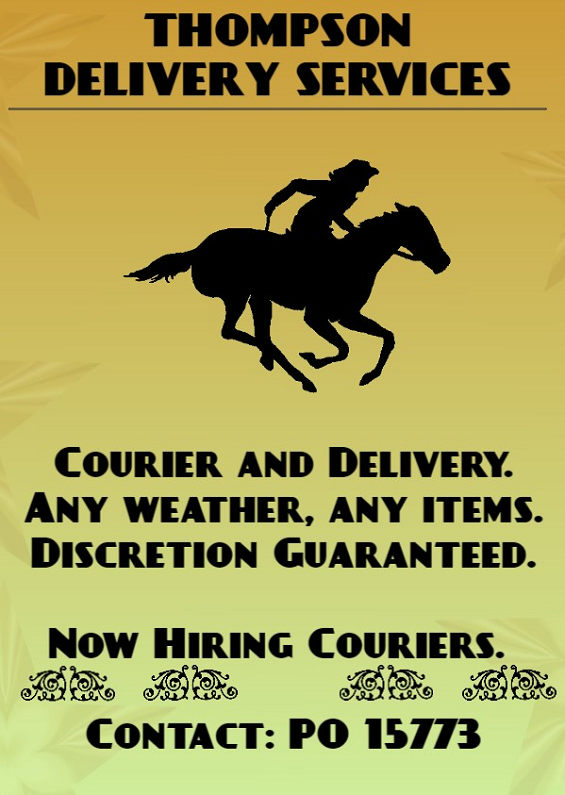 THOMPSON
DELIVERY SERVICES
COURIER AND DELIVERY.
ANY WEATHER, ANY ITEMS.
DISCRETION GUARANTEED.
NOW HIRING COURIERS.
CONTACT: PO 15773